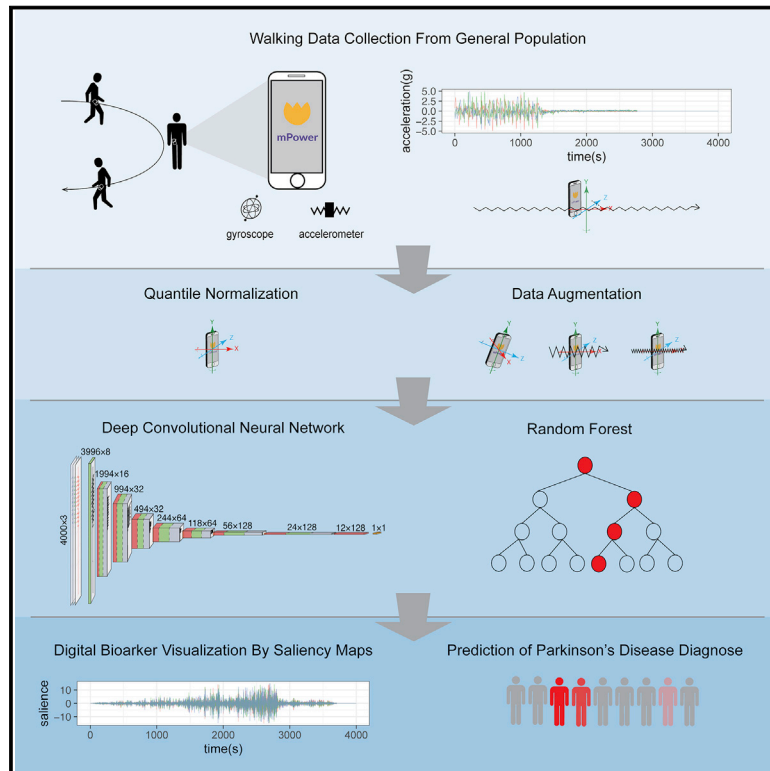 Walking Data Collection From General Population
mPower
gyroscope
accelerometer
acceleration(g)
5.0
2.5
0.0
-2.5
-5.0
0
1000
2000
3000
4000
time(s)
Y
Z
X
Quantile Normalization
Data Augmentation
Y
Z
X
Y
X
Z
Y
Z
X
Y
Z
X
Deep Convolutional Neural Network
Random Forest
4000×3
3996×8
1994×16
994×32
494×32
244×64
118×64
56×128
24×128
12×128
1×1
Digital Bioarker Visualization By Saliency Maps
Prediction of Parkinson's Disease Diagnose
salience
10
0
-10
0
1000
2000
3000
4000
time(s)